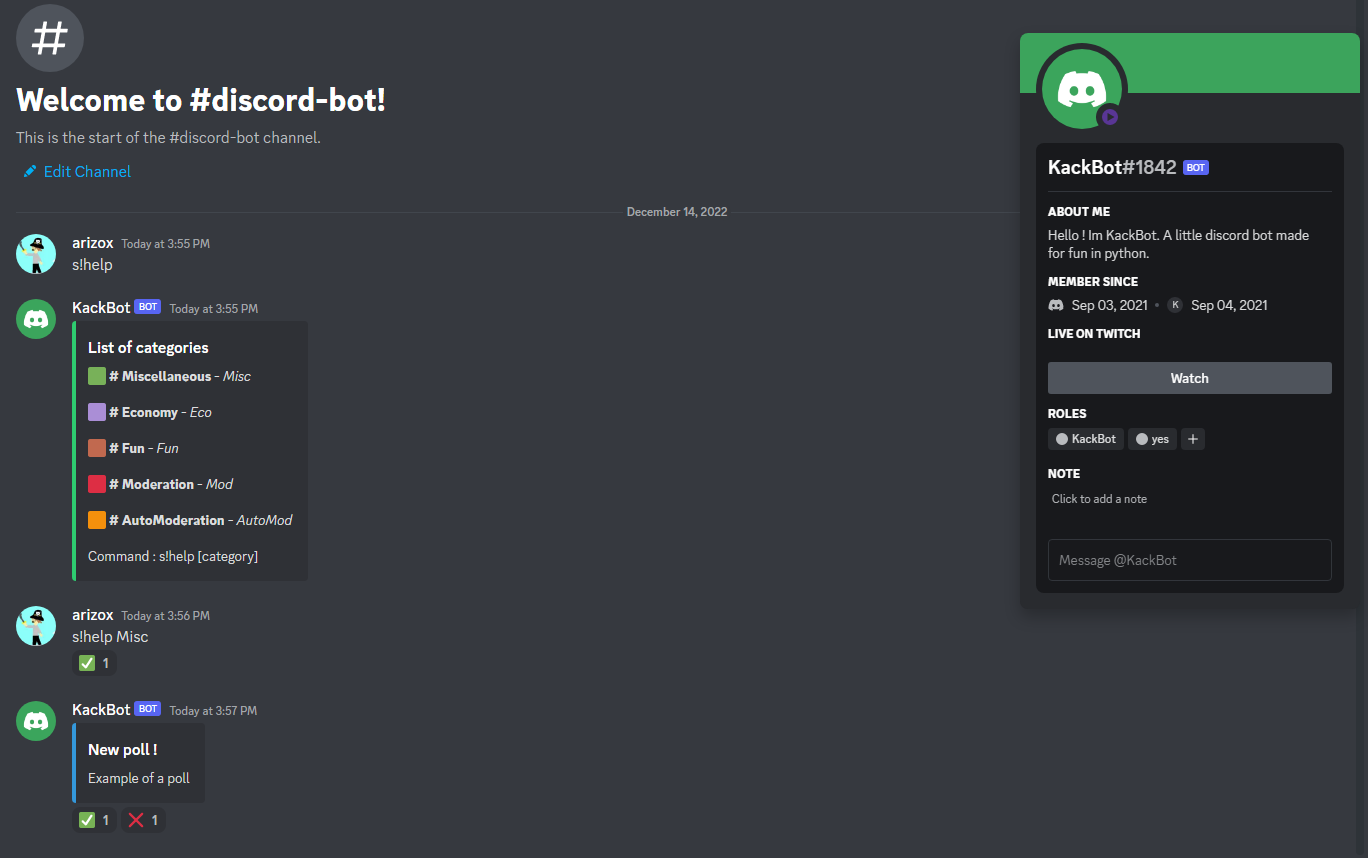 #
Welcome to #discord-bot!
This is the start of the #discord-bot channel.
Edit Channel
December 14, 2022
arizox Today at 3:55 PM
s!help
KackBot BOT Today at 3:55 PM
List of categories
# Miscellaneous - Misc
# Economy - Eco
# Fun - Fun
# Moderation - Mod
# AutoModeration - AutoMod
Command : s!help [category]
arizox Today at 3:56 PM
s!help Misc
1
KackBot BOT Today at 3:57 PM
New poll !
Example of a poll
1 1
KackBot#1842 BOT
ABOUT ME
Hello ! Im KackBot. A little discord bot made
for fun in python.
MEMBER SINCE
Sep 03, 2021 • K Sep 04, 2021
LIVE ON TWITCH
Watch
ROLES
KackBot yes +
NOTE
Click to add a note
Message @KackBot